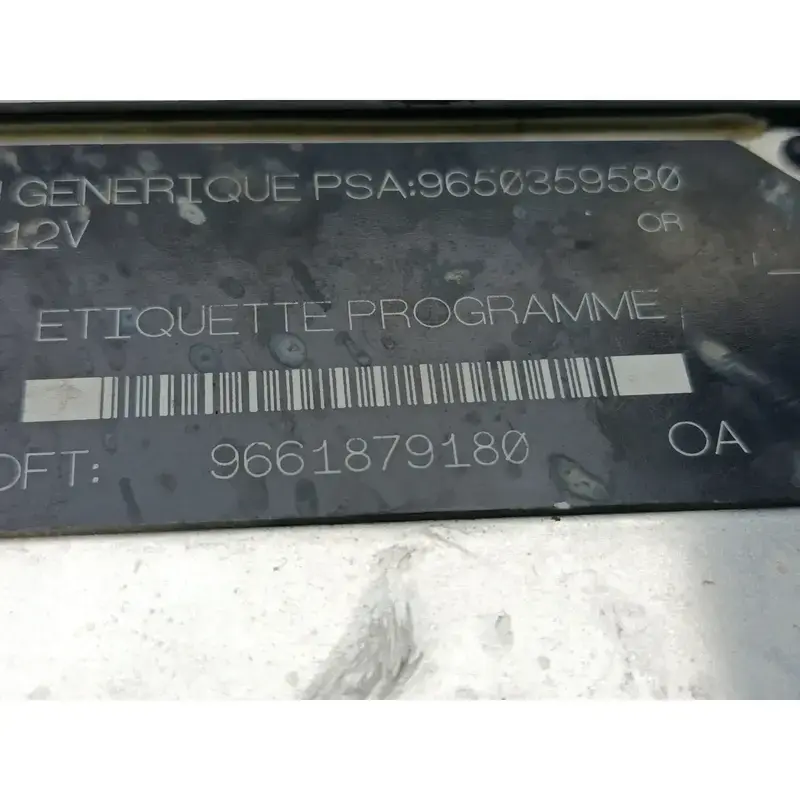 GENERIQUE PSA:9650359580
12V OR
ETIQUETTE PROGRAMME
OFT: 9661879180 OA